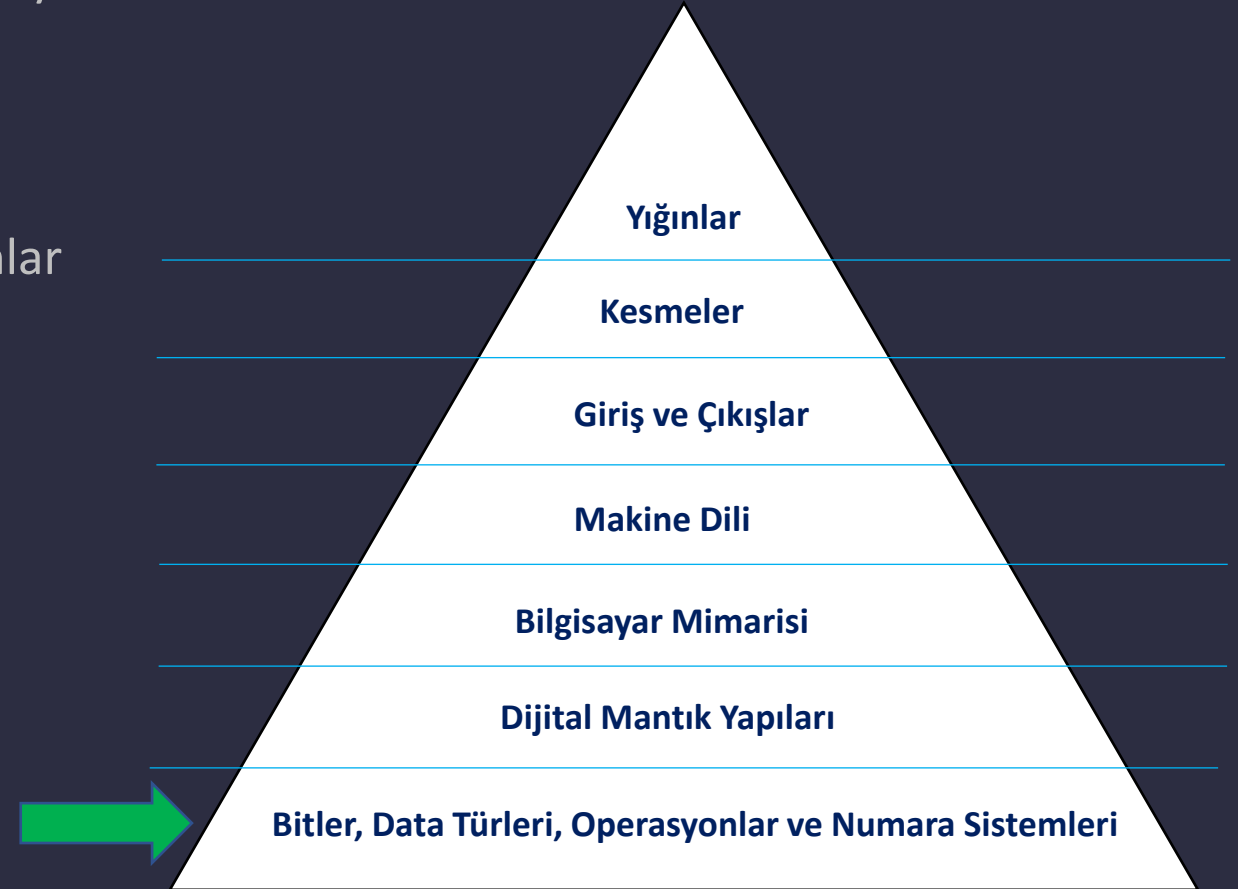 Yığınlar
Kesmeler
Giriş ve Çıkışlar
Makine Dili
Bilgisayar Mimarisi
Dijital Mantık Yapıları
Bitler, Data Türleri, Operasyonlar ve Numara Sistemleri